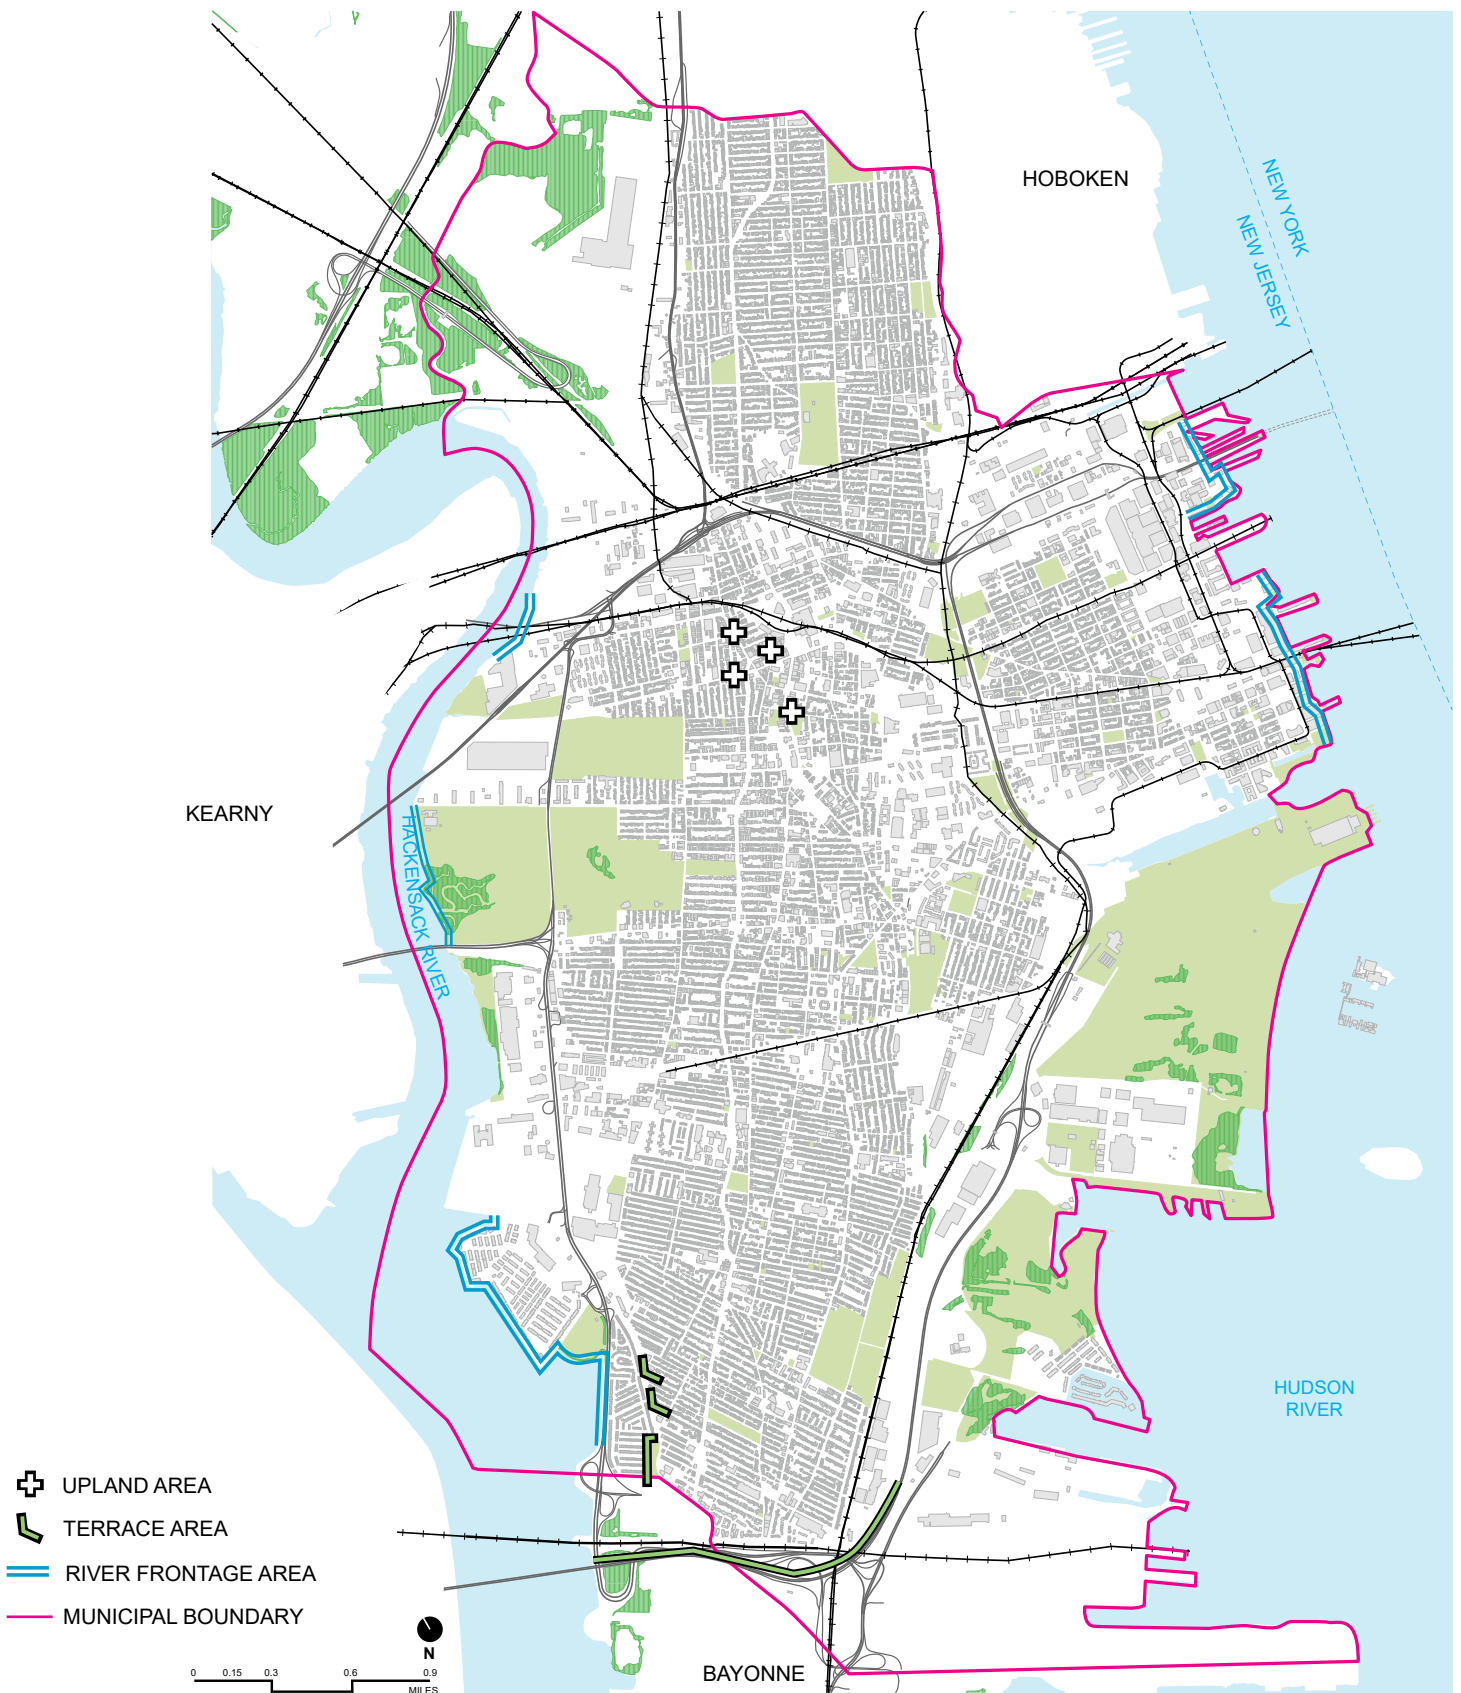 HOBOKEN
NEW YORK
NEW JERSEY
KEARNY
HACKENSACK RIVER
HUDSON
RIVER
UPLAND AREA
TERRACE AREA
RIVER FRONTAGE AREA
MUNICIPAL BOUNDARY
N
0 0.15 0.3 0.6 0.9
MILES
BAYONNE